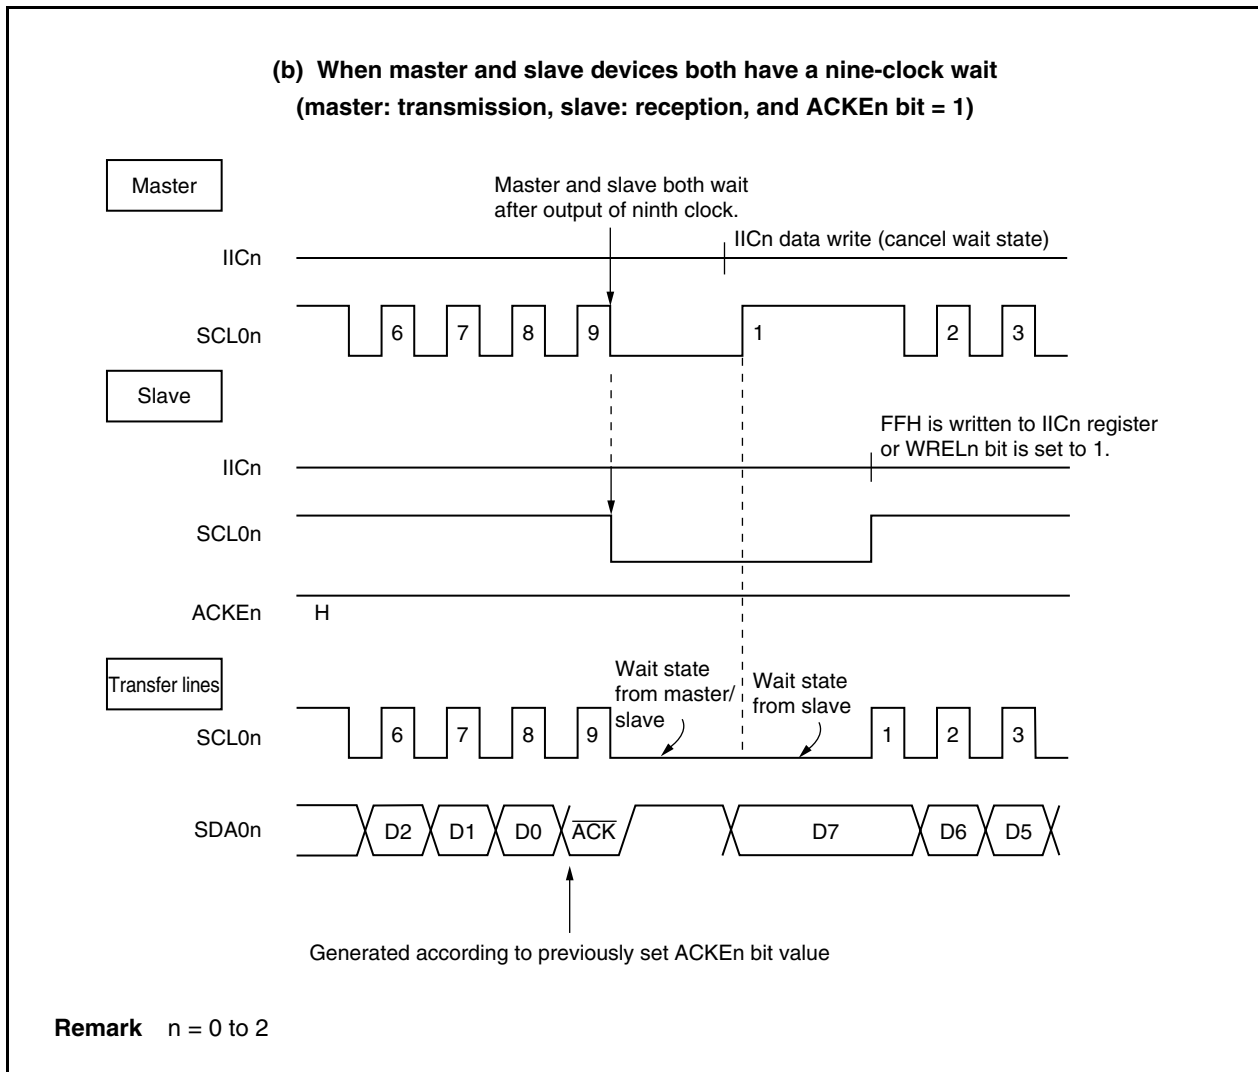 (b) When master and slave devices both have a nine-clock wait
(master: transmission, slave: reception, and ACKEn bit = 1)
Master
Master and slave both wait
after output of ninth clock.
IICn data write (cancel wait state)
IICn
SCL0n
6 7 8 9 1 2 3
Slave
FFH is written to IICn register
or WRELn bit is set to 1.
IICn
SCL0n
ACKEn H
Transfer lines
Wait state
from master/
slave
Wait state
from slave
SCL0n
6 7 8 9 1 2 3
SDA0n
D2 D1 D0 ACK D7 D6 D5
Generated according to previously set ACKEn bit value
Remark n = 0 to 2